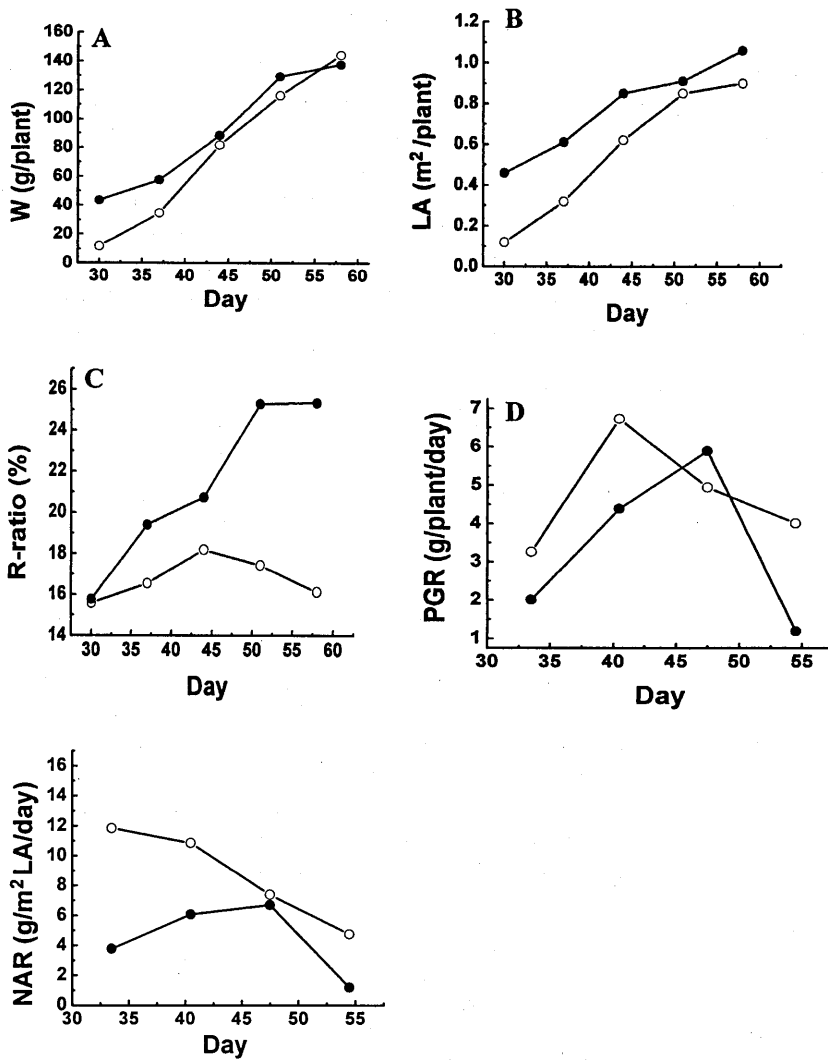 A
W (g/plant)
160
140
120
100
80
60
40
20
0
30 35 40 45 50 55 60
Day
B
LA (m² /plant)
1.2
1.0
0.8
0.6
0.4
0.2
0.0
30 35 40 45 50 55 60
Day
C
R-ratio (%)
26
24
22
20
18
16
14
30 35 40 45 50 55 60
Day
D
PGR (g/plant/day)
7
6
5
4
3
2
1
30 35 40 45 50 55
Day
NAR (g/m² LA/day)
16
14
12
10
8
6
4
2
0
30 35 40 45 50 55
Day